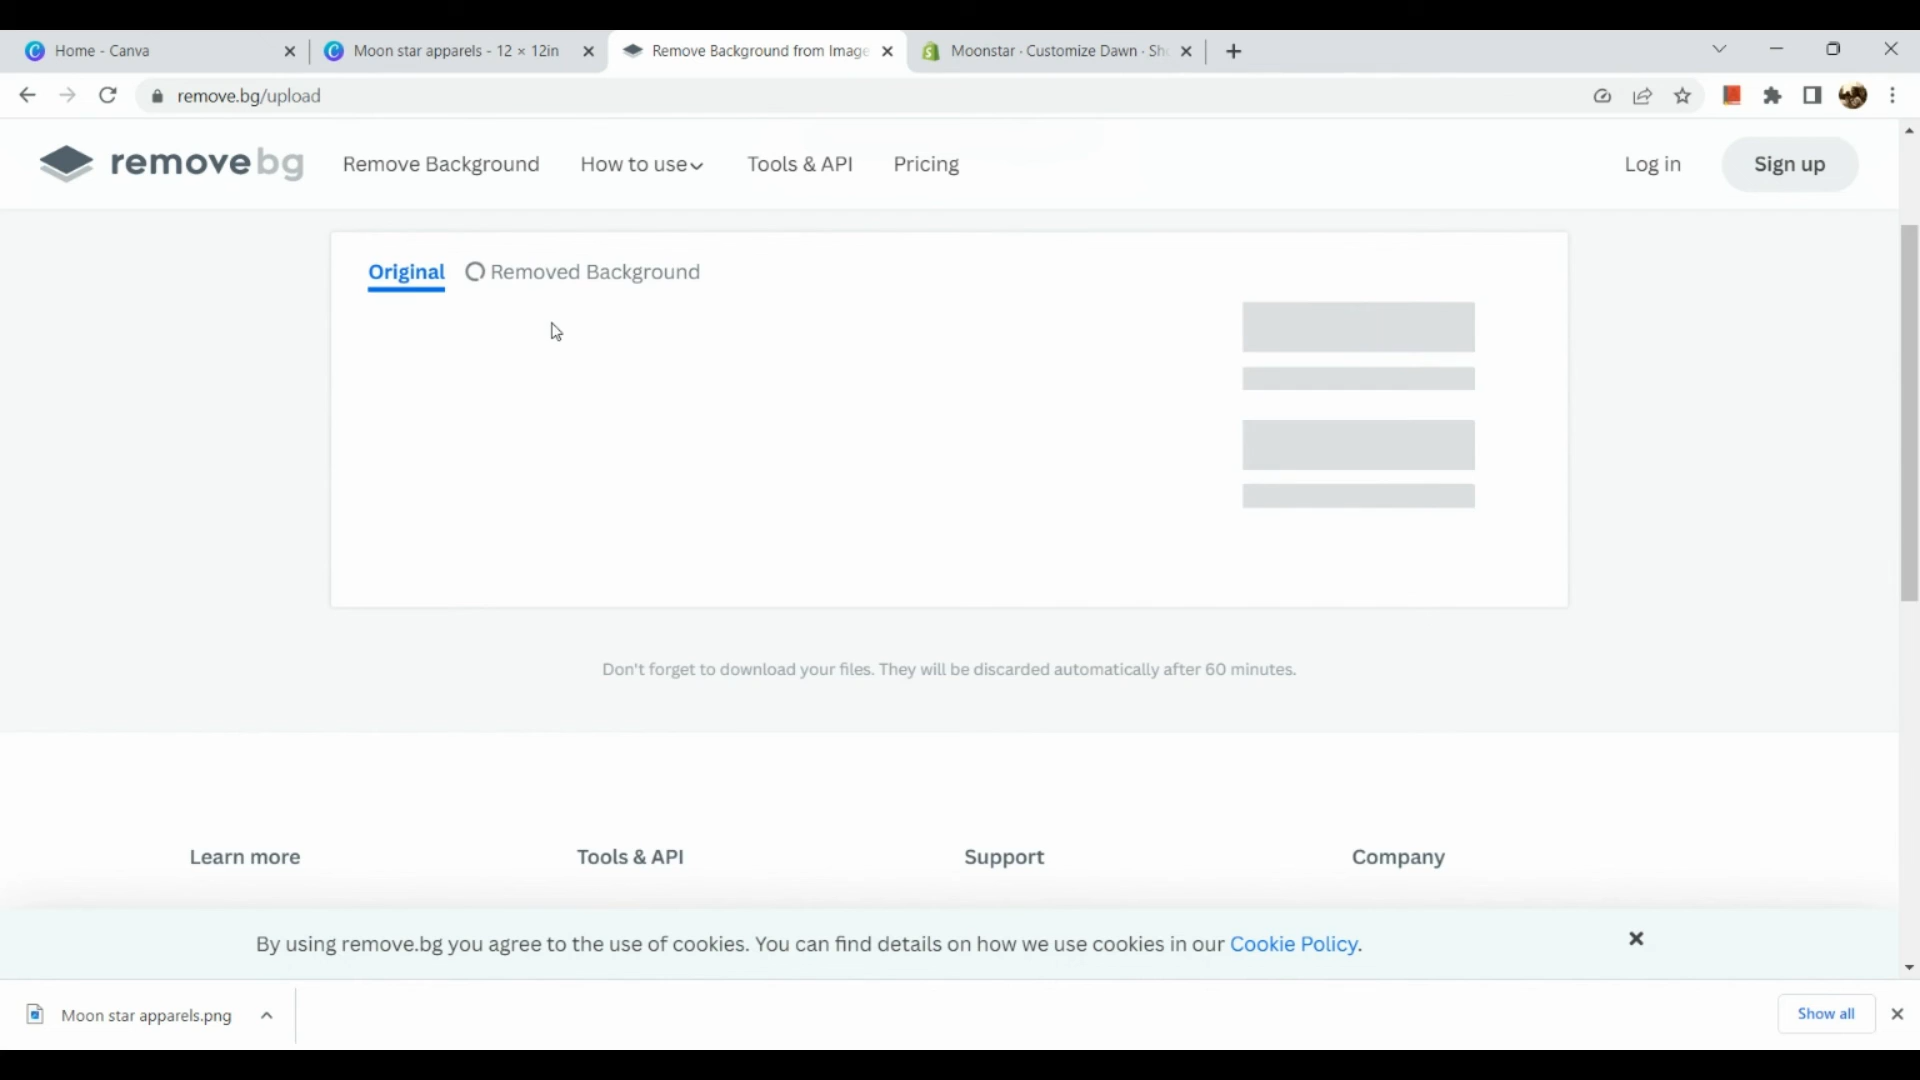 Home - Canva
Moon star apparels - 12 × 12in
Remove Background from Image
Moonstar · Customize Dawn · Sh
remove.bg/upload
removebg
Remove Background
How to use
Tools & API
Pricing
Log in
Sign up
Original
Removed Background
Don't forget to download your files. They will be discarded automatically after 60 minutes.
Learn more
Tools & API
Support
Company
By using remove.bg you agree to the use of cookies. You can find details on how we use cookies in our Cookie Policy.
Moon star apparels.png
Show all